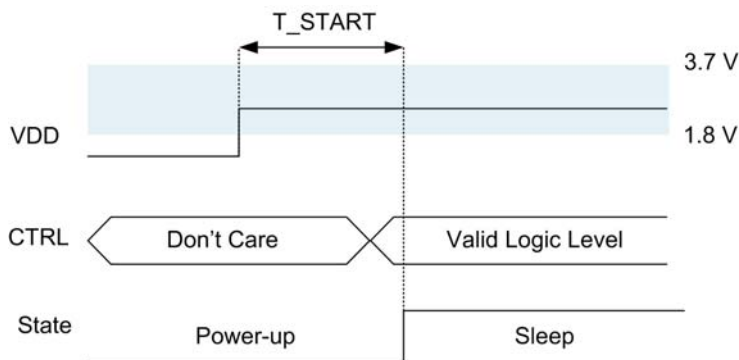 T_START
3.7 V
VDD
1.8 V
CTRL
Don't Care
Valid Logic Level
State
Power-up
Sleep